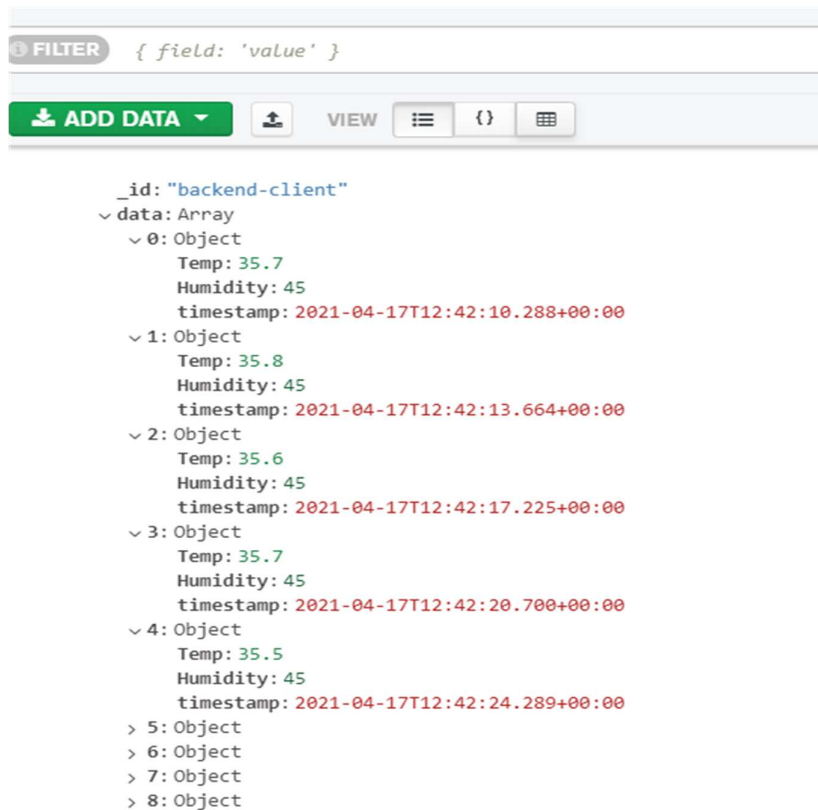 FILTER { field: 'value' }
ADD DATA VIEW {}
_id: "backend-client"
data: Array
0: Object
Temp: 35.7
Humidity: 45
timestamp: 2021-04-17T12:42:10.288+00:00
1: Object
Temp: 35.8
Humidity: 45
timestamp: 2021-04-17T12:42:13.664+00:00
2: Object
Temp: 35.6
Humidity: 45
timestamp: 2021-04-17T12:42:17.225+00:00
3: Object
Temp: 35.7
Humidity: 45
timestamp: 2021-04-17T12:42:20.700+00:00
4: Object
Temp: 35.5
Humidity: 45
timestamp: 2021-04-17T12:42:24.289+00:00
5: Object
6: Object
7: Object
8: Object